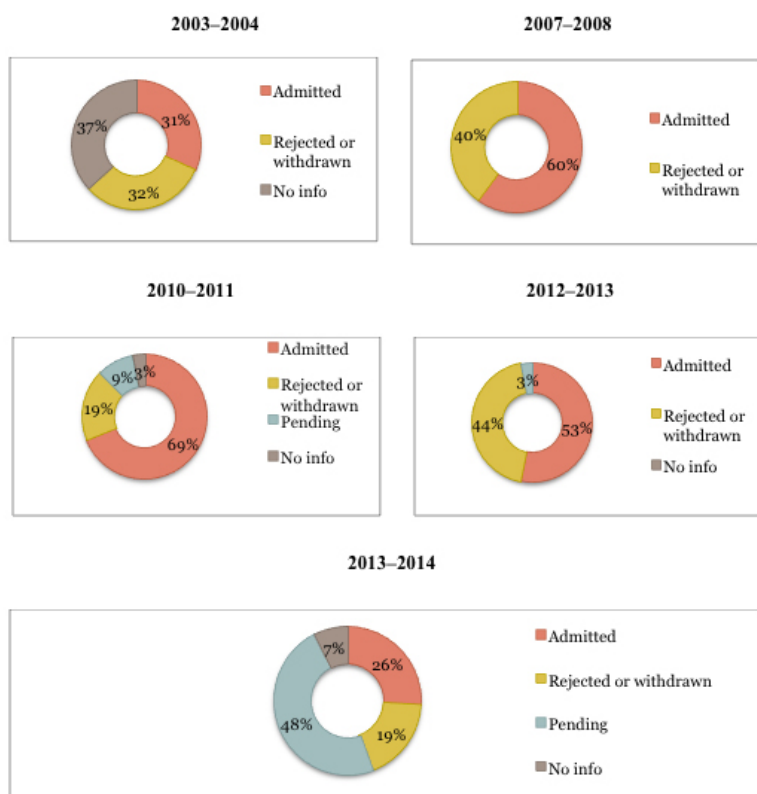 2003–2004
2007–2008
31%
32%
37%
Admitted
Rejected or
withdrawn
No info
60%
40%
Admitted
Rejected or
withdrawn
2010–2011
2012–2013
69%
19%
9%
3%
Admitted
Rejected or
withdrawn
Pending
No info
53%
44%
3%
Admitted
Rejected or
withdrawn
No info
2013–2014
26%
19%
48%
7%
Admitted
Rejected or withdrawn
Pending
No info